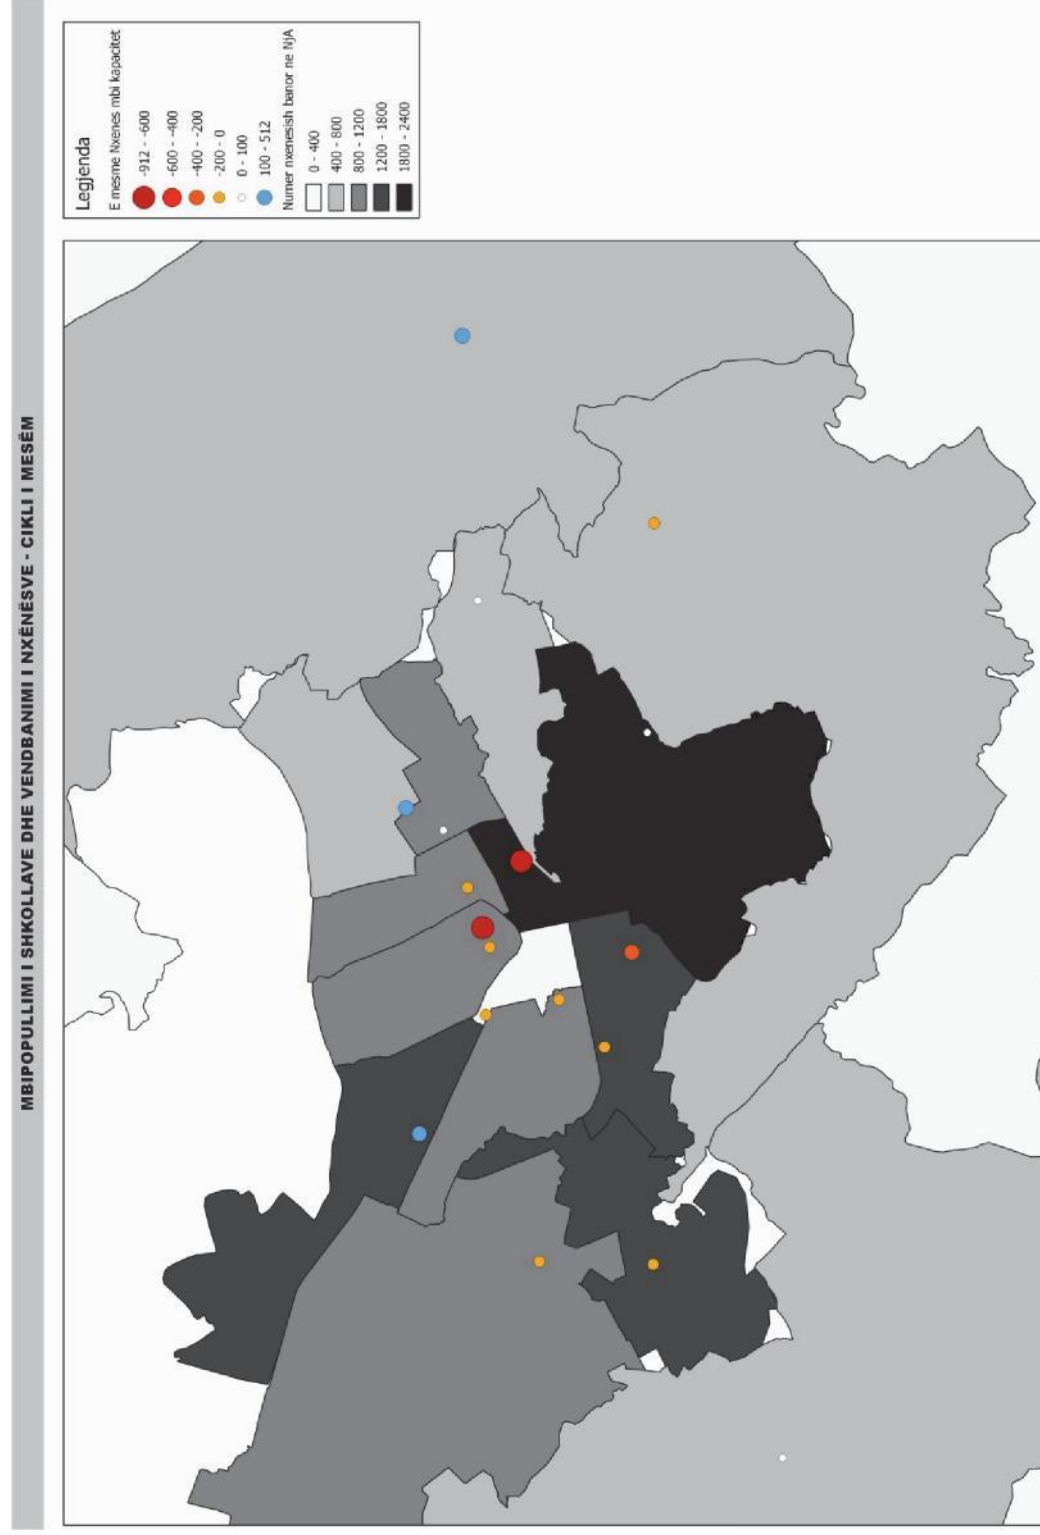 MBIPOPULLIMI I SHKOLLAVE DHE VENDBANIMI I NXËNËSVE - CIKLI I MESËM
Legjenda
E mesme Nxenes mbi kapacitet
-912 - -600
-600 - -400
-400 - -200
-200 - 0
0 - 100
100 - 512
Numer nxenesish banor ne NjA
0 - 400
400 - 800
800 - 1200
1200 - 1800
1800 - 2400